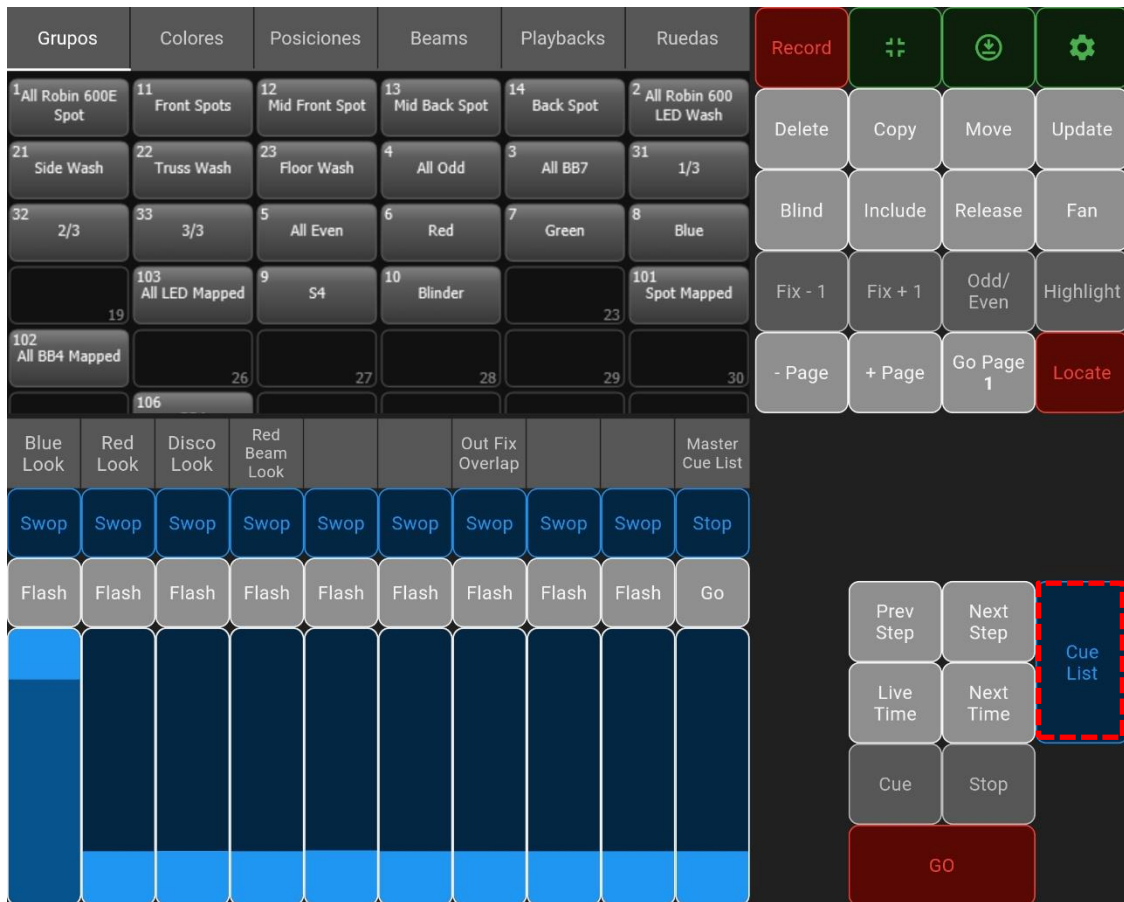 Grupos
Colores
Posiciones
Beams
Playbacks
Ruedas
1
All Robin 600E
Spot
11
Front Spots
12
Mid Front Spot
13
Mid Back Spot
14
Back Spot
2
All Robin 600
LED Wash
21
Side Wash
22
Truss Wash
23
Floor Wash
4
All Odd
3
All BB7
31
1/3
32
2/3
33
3/3
5
All Even
6
Red
7
Green
8
Blue
19
103
All LED Mapped
9
S4
10
Blinder
23
101
Spot Mapped
102
All BB4 Mapped
26
27
28
29
30
106
Record
Delete
Copy
Move
Update
Blind
Include
Release
Fan
Fix - 1
Fix + 1
Odd/
Even
Highlight
- Page
+ Page
Go Page
1
Locate
Blue
Look
Red
Look
Disco
Look
Red
Beam
Look
Out Fix
Overlap
Master
Cue List
Swop
Swop
Swop
Swop
Swop
Swop
Swop
Swop
Swop
Stop
Flash
Flash
Flash
Flash
Flash
Flash
Flash
Flash
Flash
Go
Prev
Step
Next
Step
Cue
List
Live
Time
Next
Time
Cue
Stop
GO